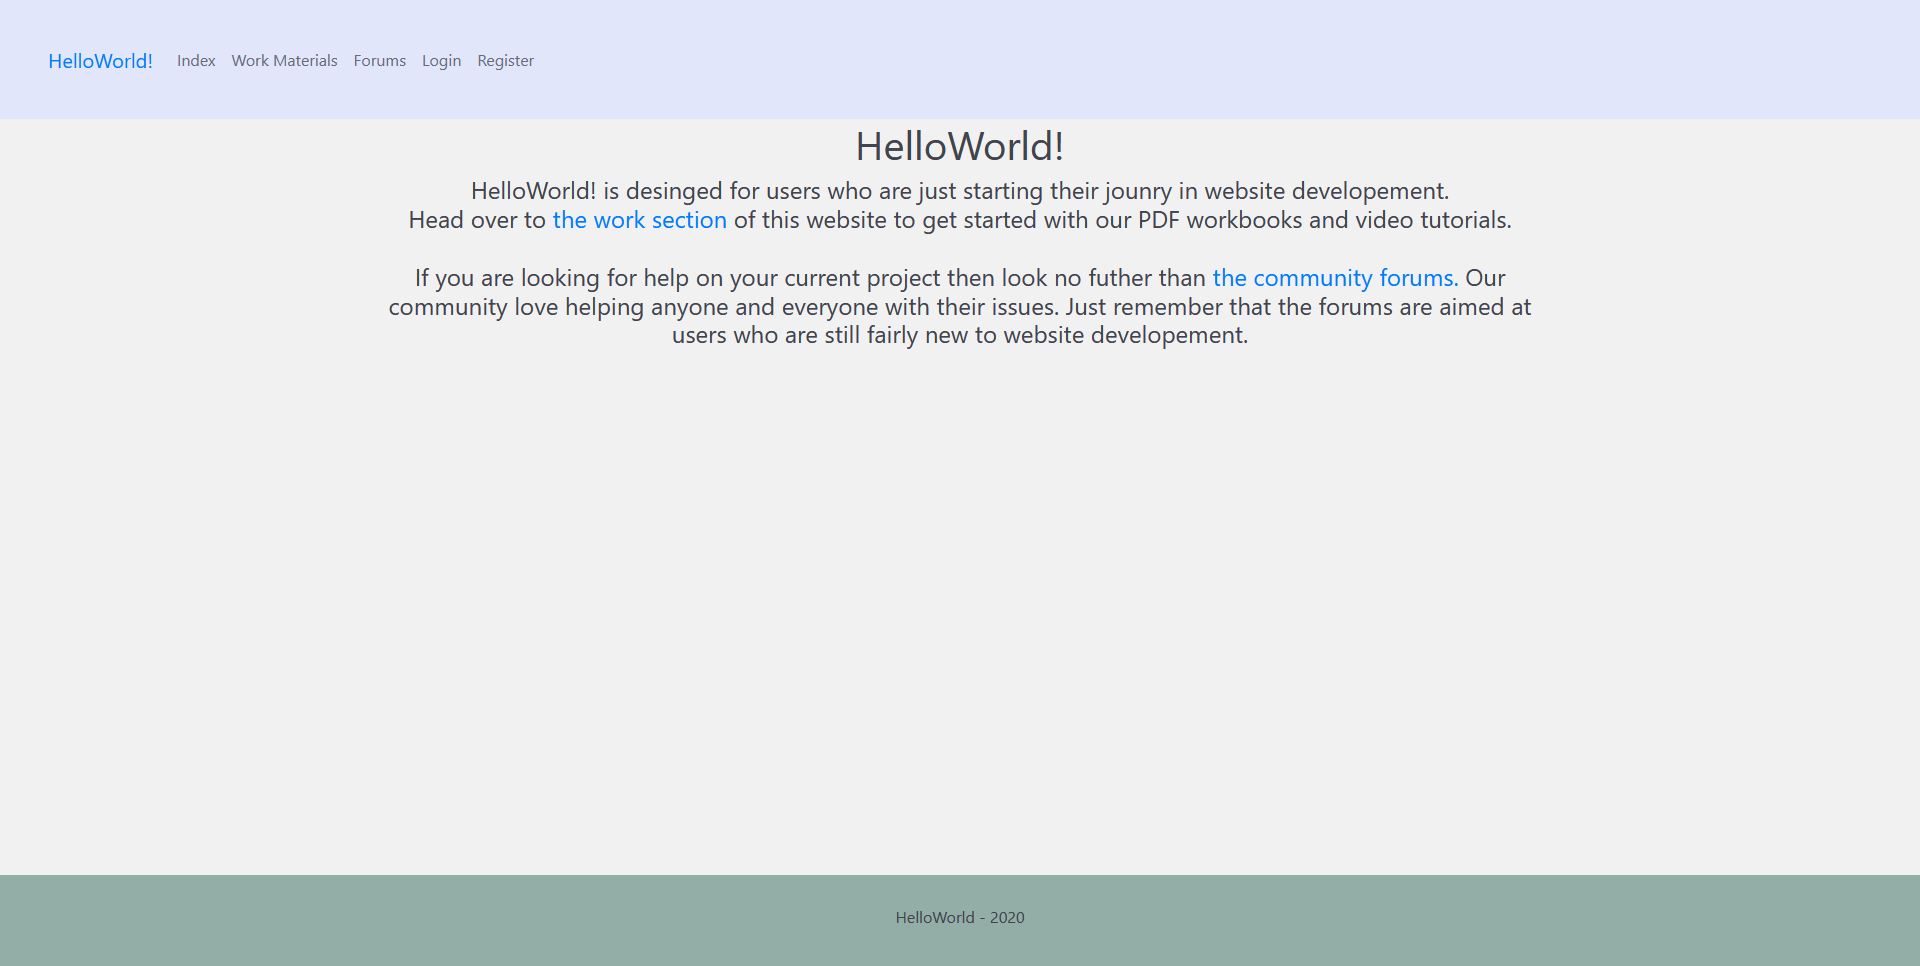 HelloWorld! Index Work Materials Forums Login Register
HelloWorld!
HelloWorld! is desinged for users who are just starting their jounry in website developement.
Head over to the work section of this website to get started with our PDF workbooks and video tutorials.
If you are looking for help on your current project then look no futher than the community forums. Our
community love helping anyone and everyone with their issues. Just remember that the forums are aimed at
users who are still fairly new to website developement.
HelloWorld - 2020